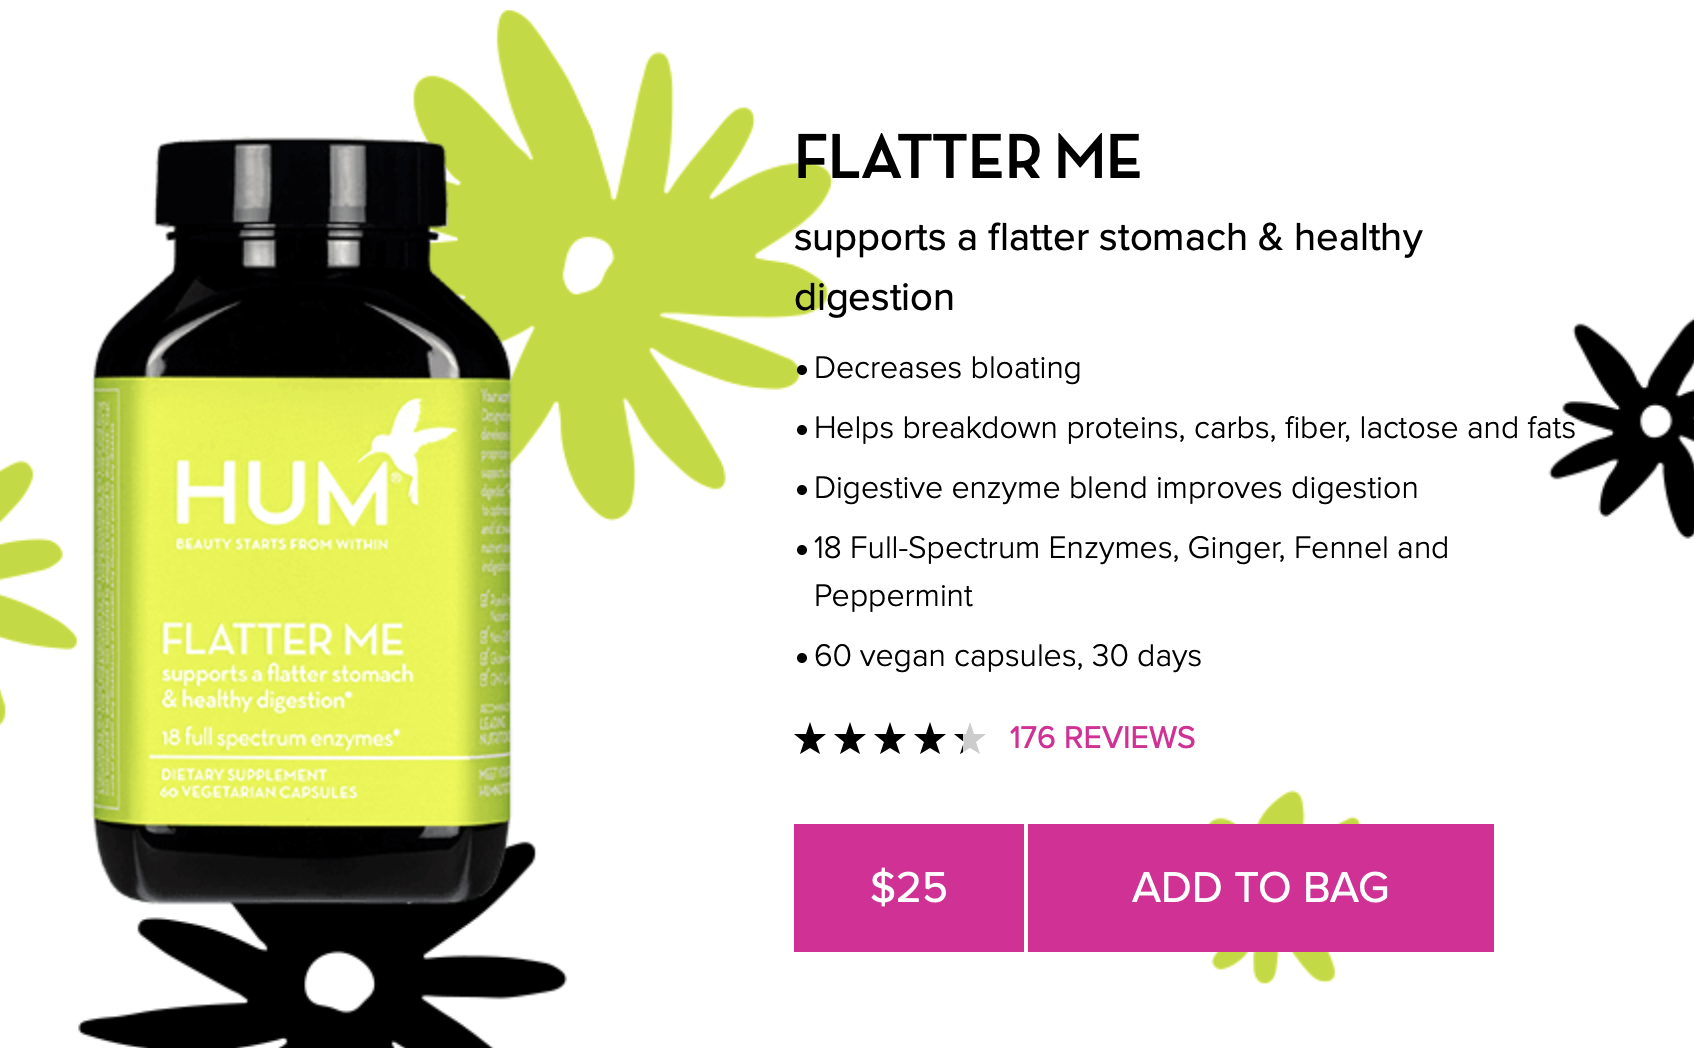 FLATTER ME
supports a flatter stomach & healthy
digestion
• Decreases bloating
• Helps breakdown proteins, carbs, fiber, lactose and fats
• Digestive enzyme blend improves digestion
• 18 Full-Spectrum Enzymes, Ginger, Fennel and
Peppermint
• 60 vegan capsules, 30 days
176 REVIEWS
$25
ADD TO BAG
HUM®
BEAUTY STARTS FROM WITHIN
FLATTER ME
supports a flatter stomach
& healthy digestion*
18 full spectrum enzymes*
DIETARY SUPPLEMENT
60 VEGETARIAN CAPSULES